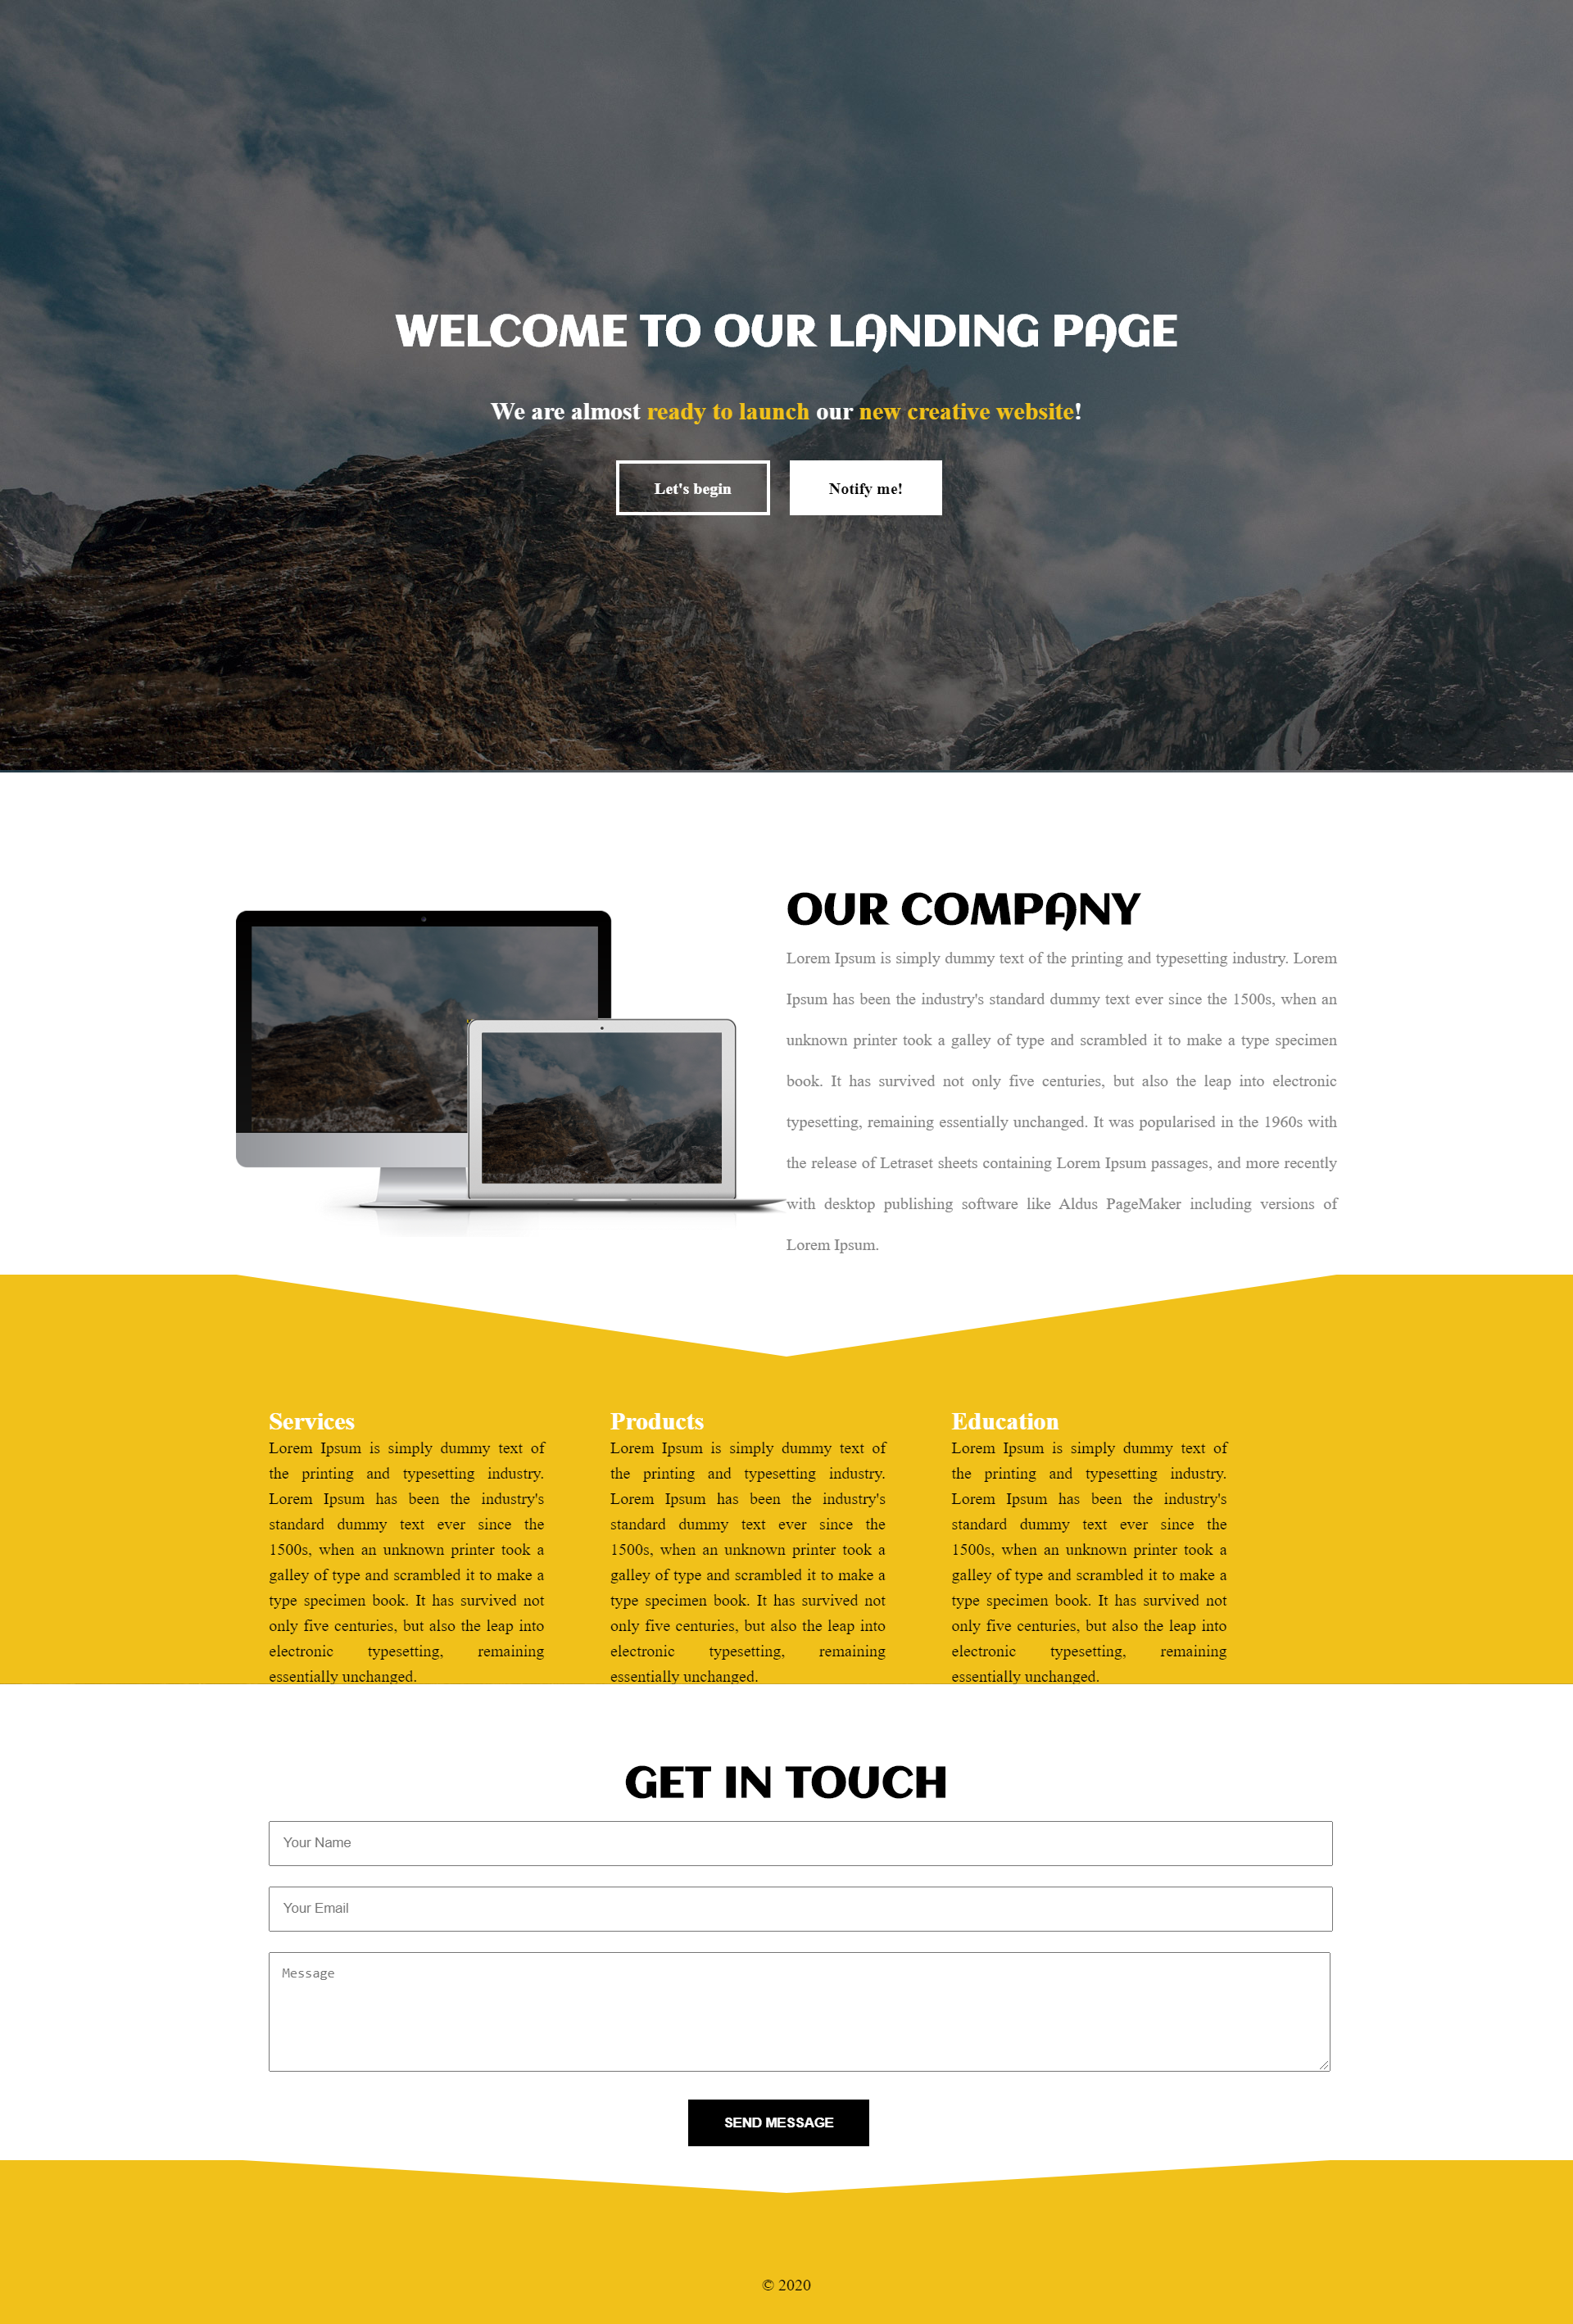 WELCOME TO OUR LANDING PAGE
We are almost ready to launch our new creative website!
Let's begin
Notify me!
OUR COMPANY
Lorem Ipsum is simply dummy text of the printing and typesetting industry. Lorem
Ipsum has been the industry's standard dummy text ever since the 1500s, when an
unknown printer took a galley of type and scrambled it to make a type specimen
book. It has survived not only five centuries, but also the leap into electronic
typesetting, remaining essentially unchanged. It was popularised in the 1960s with
the release of Letraset sheets containing Lorem Ipsum passages, and more recently
with desktop publishing software like Aldus PageMaker including versions of
Lorem Ipsum.
Services
Lorem Ipsum is simply dummy text of
the printing and typesetting industry.
Lorem Ipsum has been the industry's
standard dummy text ever since the
1500s, when an unknown printer took a
galley of type and scrambled it to make a
type specimen book. It has survived not
only five centuries, but also the leap into
electronic typesetting, remaining
essentially unchanged.
Products
Lorem Ipsum is simply dummy text of
the printing and typesetting industry.
Lorem Ipsum has been the industry's
standard dummy text ever since the
1500s, when an unknown printer took a
galley of type and scrambled it to make a
type specimen book. It has survived not
only five centuries, but also the leap into
electronic typesetting, remaining
essentially unchanged.
Education
Lorem Ipsum is simply dummy text of
the printing and typesetting industry.
Lorem Ipsum has been the industry's
standard dummy text ever since the
1500s, when an unknown printer took a
galley of type and scrambled it to make a
type specimen book. It has survived not
only five centuries, but also the leap into
electronic typesetting, remaining
essentially unchanged.
GET IN TOUCH
Your Name
Your Email
Message
SEND MESSAGE
© 2020